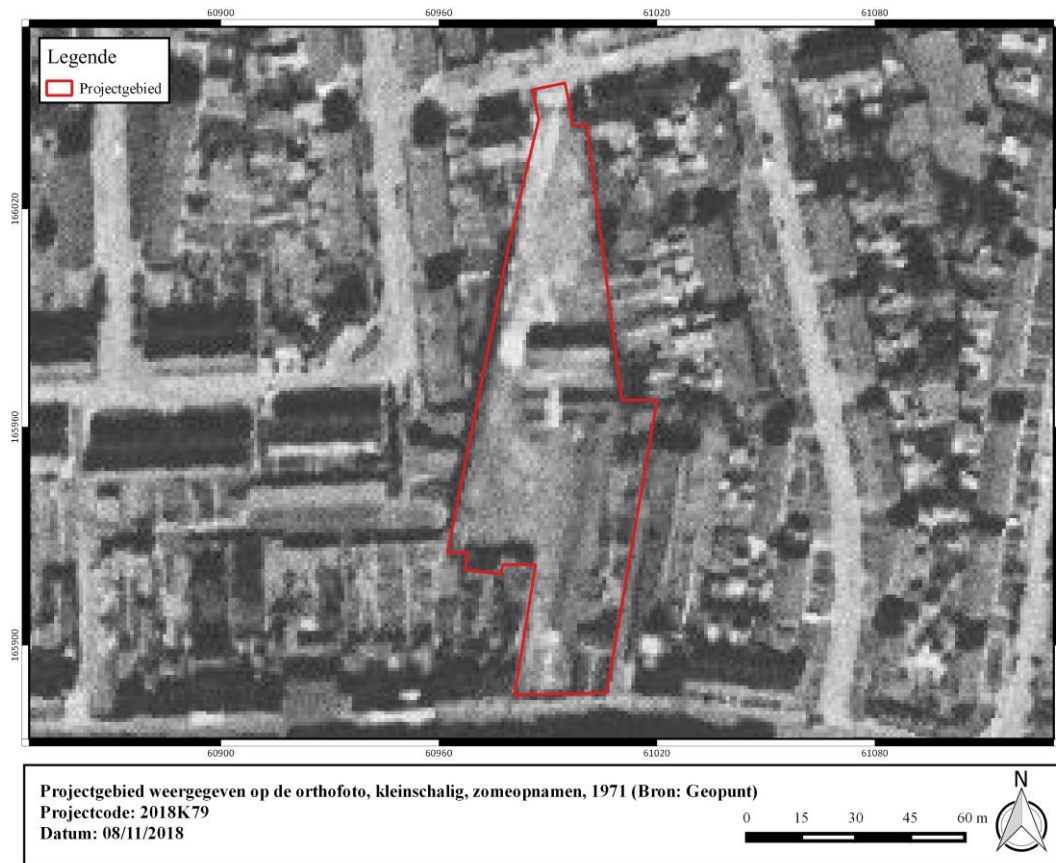 60900 60960 61020 61080
Legende
Projectgebied
166020
165960
165900
60900 60960 61020 61080
Projectgebied weergegeven op de orthofoto, kleinschalig, zomeopnamen, 1971 (Bron: Geopunt)
Projectcode: 2018K79
Datum: 08/11/2018
0 15 30 45 60 m
N